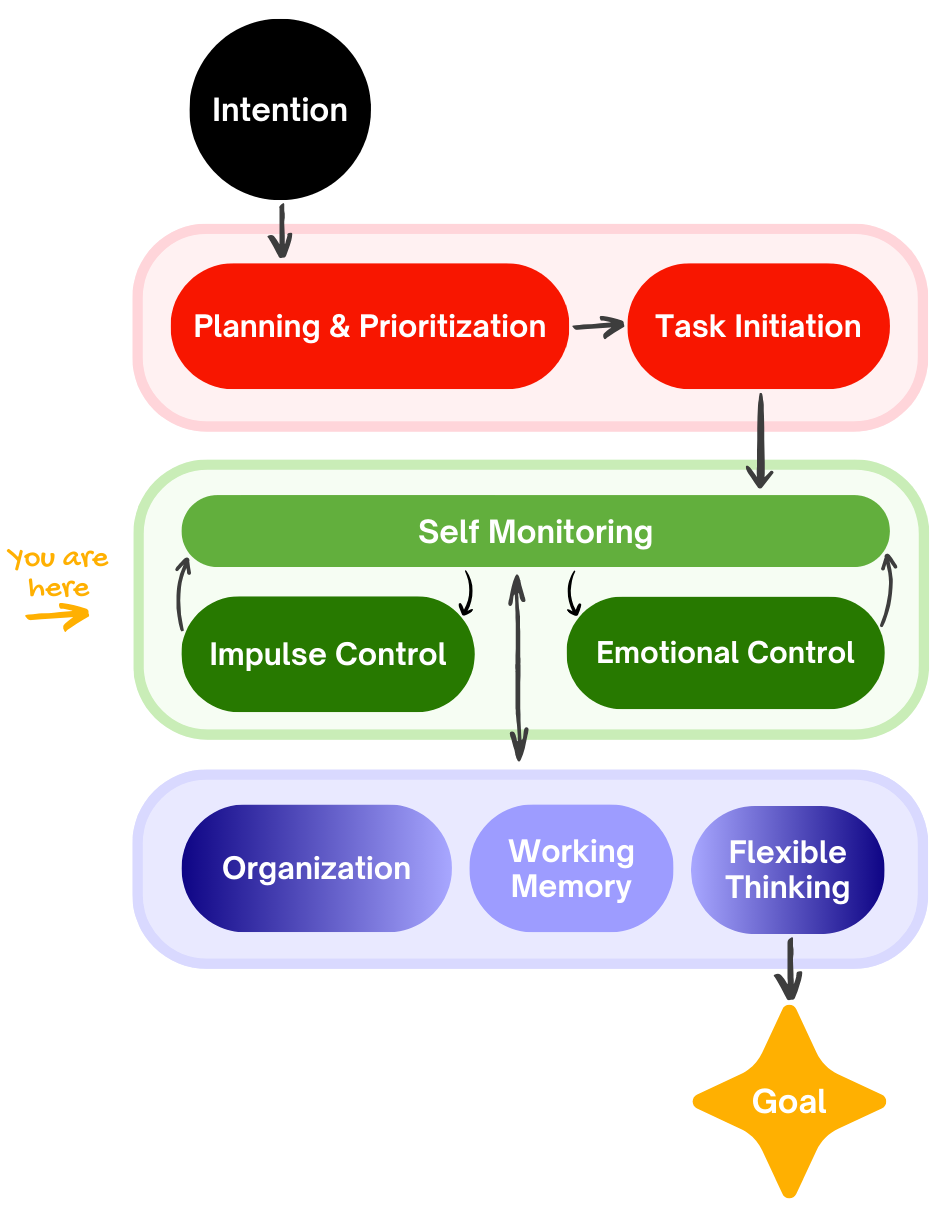 Intention
Planning & Prioritization
Task Initiation
Self Monitoring
You are
here
Impulse Control
Emotional Control
Organization
Working
Memory
Flexible
Thinking
Goal